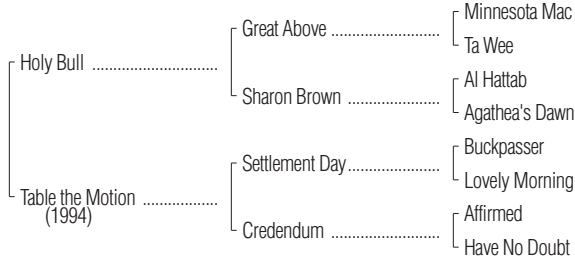 Minnesota Mac
Great Above ..........................
Ta Wee
Holy Bull ..............................
Al Hattab
Sharon Brown ......................
Agathea's Dawn
Buckpasser
Settlement Day......................
Lovely Morning
Table the Motion ..................
(1994)
Affirmed
Credendum ..........................
Have No Doubt